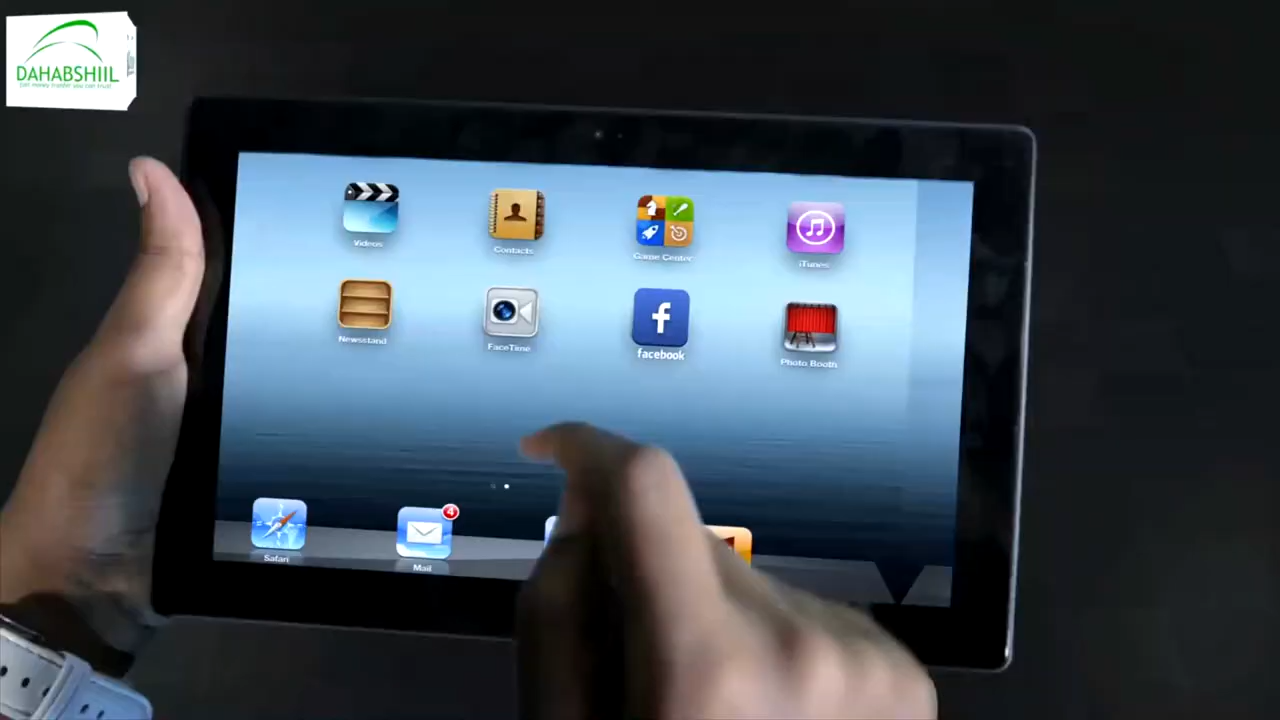 DAHABSHIIL
Videos
Contacts
Game Center
iTunes
Newsstand
FaceTime
f
facebook
Photo Booth
4
Safari
Mail